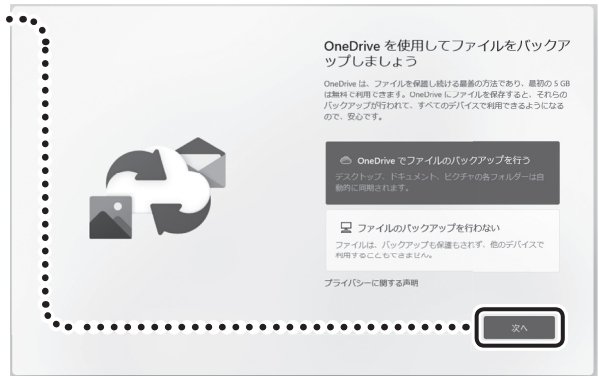 OneDrive を使用してファイルをバックア
ップしましょう
OneDrive は、ファイルを保護し続ける最善の方法であり、最初の 5 GB
は無料で利用できます。OneDrive にファイルを保存すると、それらの
バックアップが行われて、すべてのデバイスで利用できるようになる
ので、安心です。
OneDrive でファイルのバックアップを行う
デスクトップ、ドキュメント、ピクチャの各フォルダーは自
動的に同期されます。
ファイルのバックアップを行わない
ファイルは、バックアップも保護もされず、他のデバイスで
利用することもできません。
プライバシーに関する声明
次へ